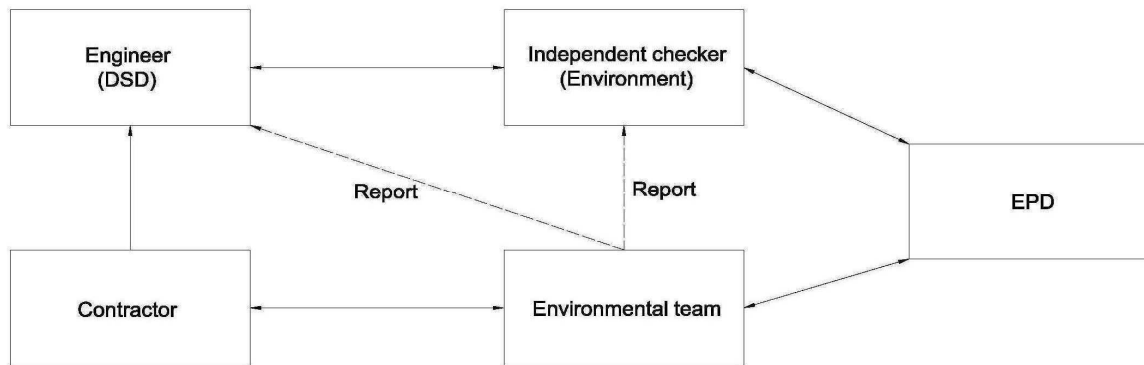 Engineer
(DSD)
Independent checker
(Environment)
Report
Report
EPD
Contractor
Environmental team